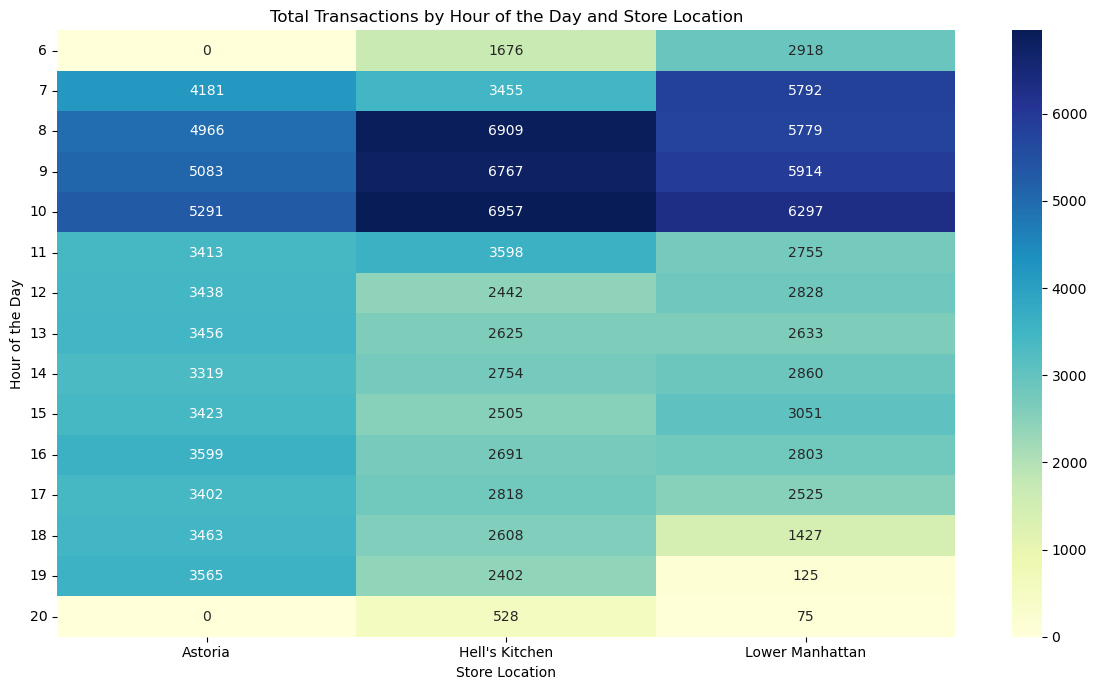 Total Transactions by Hour of the Day and Store Location
Hour of the Day
6 0 1676 2918
7 4181 3455 5792
8 4966 6909 5779
9 5083 6767 5914
10 5291 6957 6297
11 3413 3598 2755
12 3438 2442 2828
13 3456 2625 2633
14 3319 2754 2860
15 3423 2505 3051
16 3599 2691 2803
17 3402 2818 2525
18 3463 2608 1427
19 3565 2402 125
20 0 528 75
Astoria Hell's Kitchen Lower Manhattan
Store Location
6000
5000
4000
3000
2000
1000
0